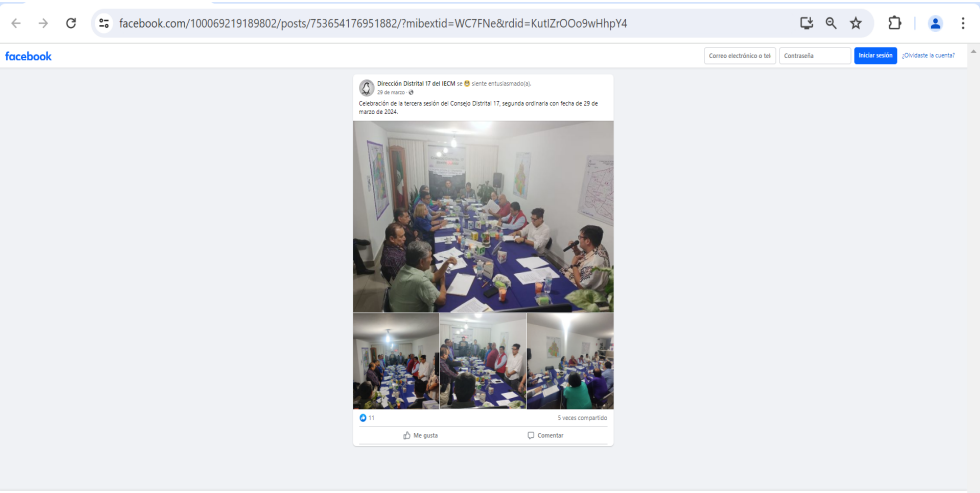 facebook.com/100069219189802/posts/753654176951882/?mibextid=WC7FNe&rdid=KutIZrOOo9wHhpY4
facebook
Correo electrónico o tel
Contraseña
Iniciar sesión
¿Olvidaste la cuenta?
Dirección Distrital 17 del IECM se siente entusiasmado(a).
29 de marzo ·
Celebración de la tercera sesión del Consejo Distrital 17, segunda ordinaria con fecha de 29 de
marzo de 2024.
11
5 veces compartido
Me gusta
Comentar